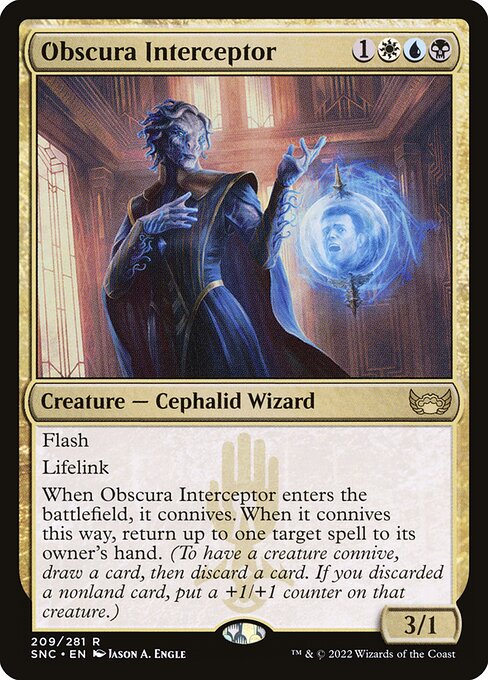 Obscura Interceptor 1
Creature — Cephalid Wizard
Flash
Lifelink
When Obscura Interceptor enters the
battlefield, it connives. When it connives
this way, return up to one target spell to its
owner's hand. (To have a creature connive,
draw a card, then discard a card. If you discarded
a nonland card, put a +1/+1 counter on that
creature.)
3/1
209/281 R
SNC • EN Jason A. Engle ™ & © 2022 Wizards of the Coast